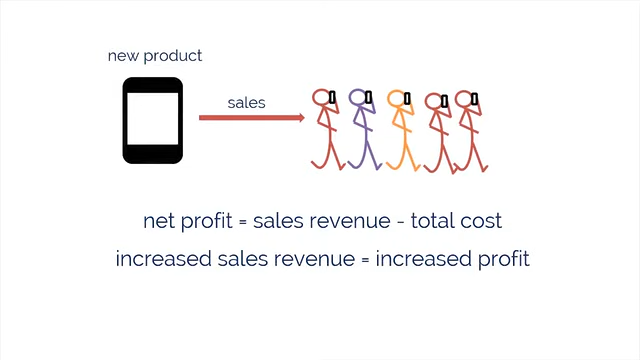 new product
sales
net profit = sales revenue - total cost
increased sales revenue = increased profit